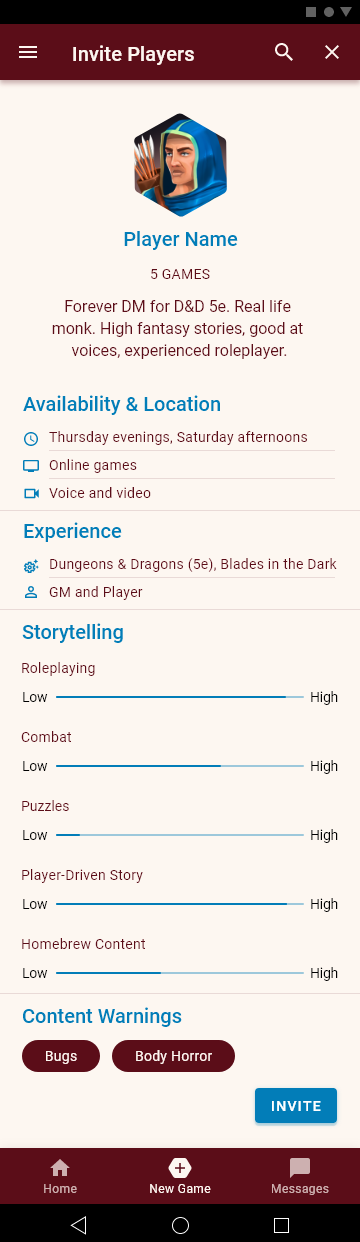 Invite Players
Player Name
5 GAMES
Forever DM for D&D 5e. Real life
monk. High fantasy stories, good at
voices, experienced roleplayer.
Availability & Location
Thursday evenings, Saturday afternoons
Online games
Voice and video
Experience
Dungeons & Dragons (5e), Blades in the Dark
GM and Player
Storytelling
Roleplaying
Low High
Combat
Low High
Puzzles
Low High
Player-Driven Story
Low High
Homebrew Content
Low High
Content Warnings
Bugs Body Horror
INVITE
Home New Game Messages